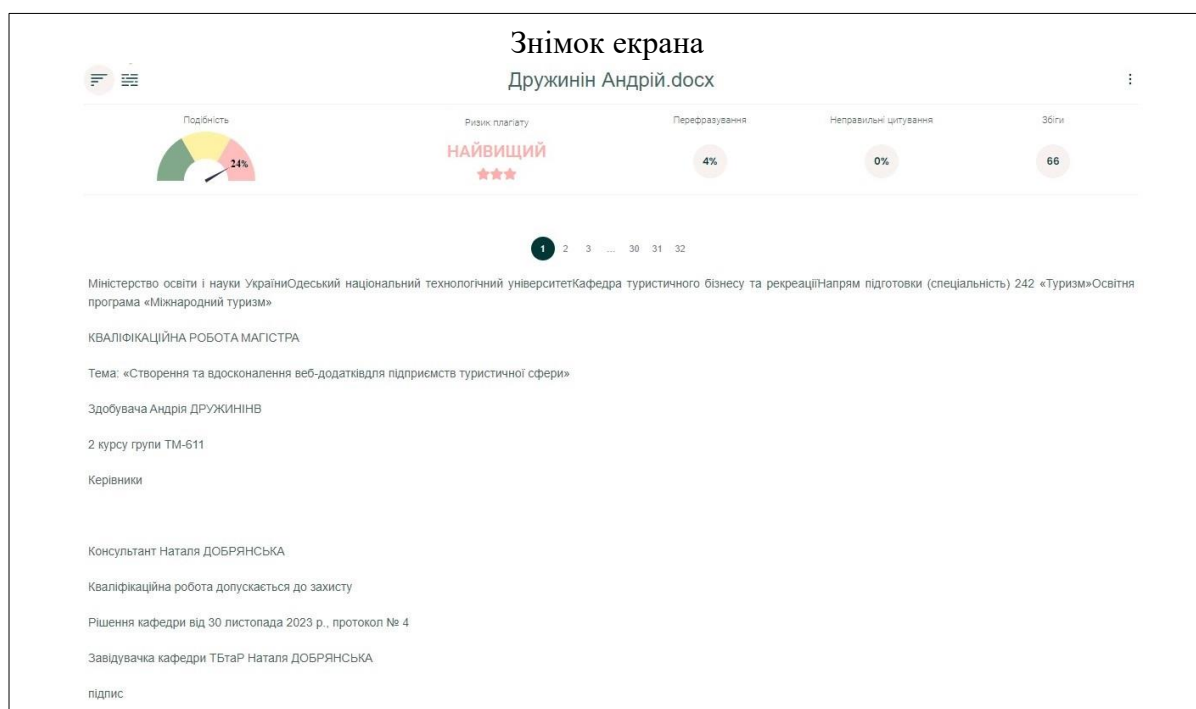 Знімок екрана
Дружинін Андрій.docx
Подібність
Ризик плагіату
Перефразування
Неправильні цитування
Збіги
24%
НАЙВИЩИЙ
4%
0%
66
1 2 3 ... 30 31 32
Міністерство освіти і науки УкраїниОдеський національний технологічний університетКафедра туристичного бізнесу та рекреаціїНапрям підготовки (спеціальність) 242 «Туризм»Освітня
програма «Міжнародний туризм»
КВАЛІФІКАЦІЙНА РОБОТА МАГІСТРА
Тема: «Створення та вдосконалення веб-додатківдля підприємств туристичної сфери»
Здобувача Андрія ДРУЖИНІНВ
2 курсу групи ТМ-611
Керівники
Консультант Наталя ДОБРЯНСЬКА
Кваліфікаційна робота допускається до захисту
Рішення кафедри від 30 листопада 2023 р., протокол № 4
Завідувачка кафедри ТБтаР Наталя ДОБРЯНСЬКА
підпис